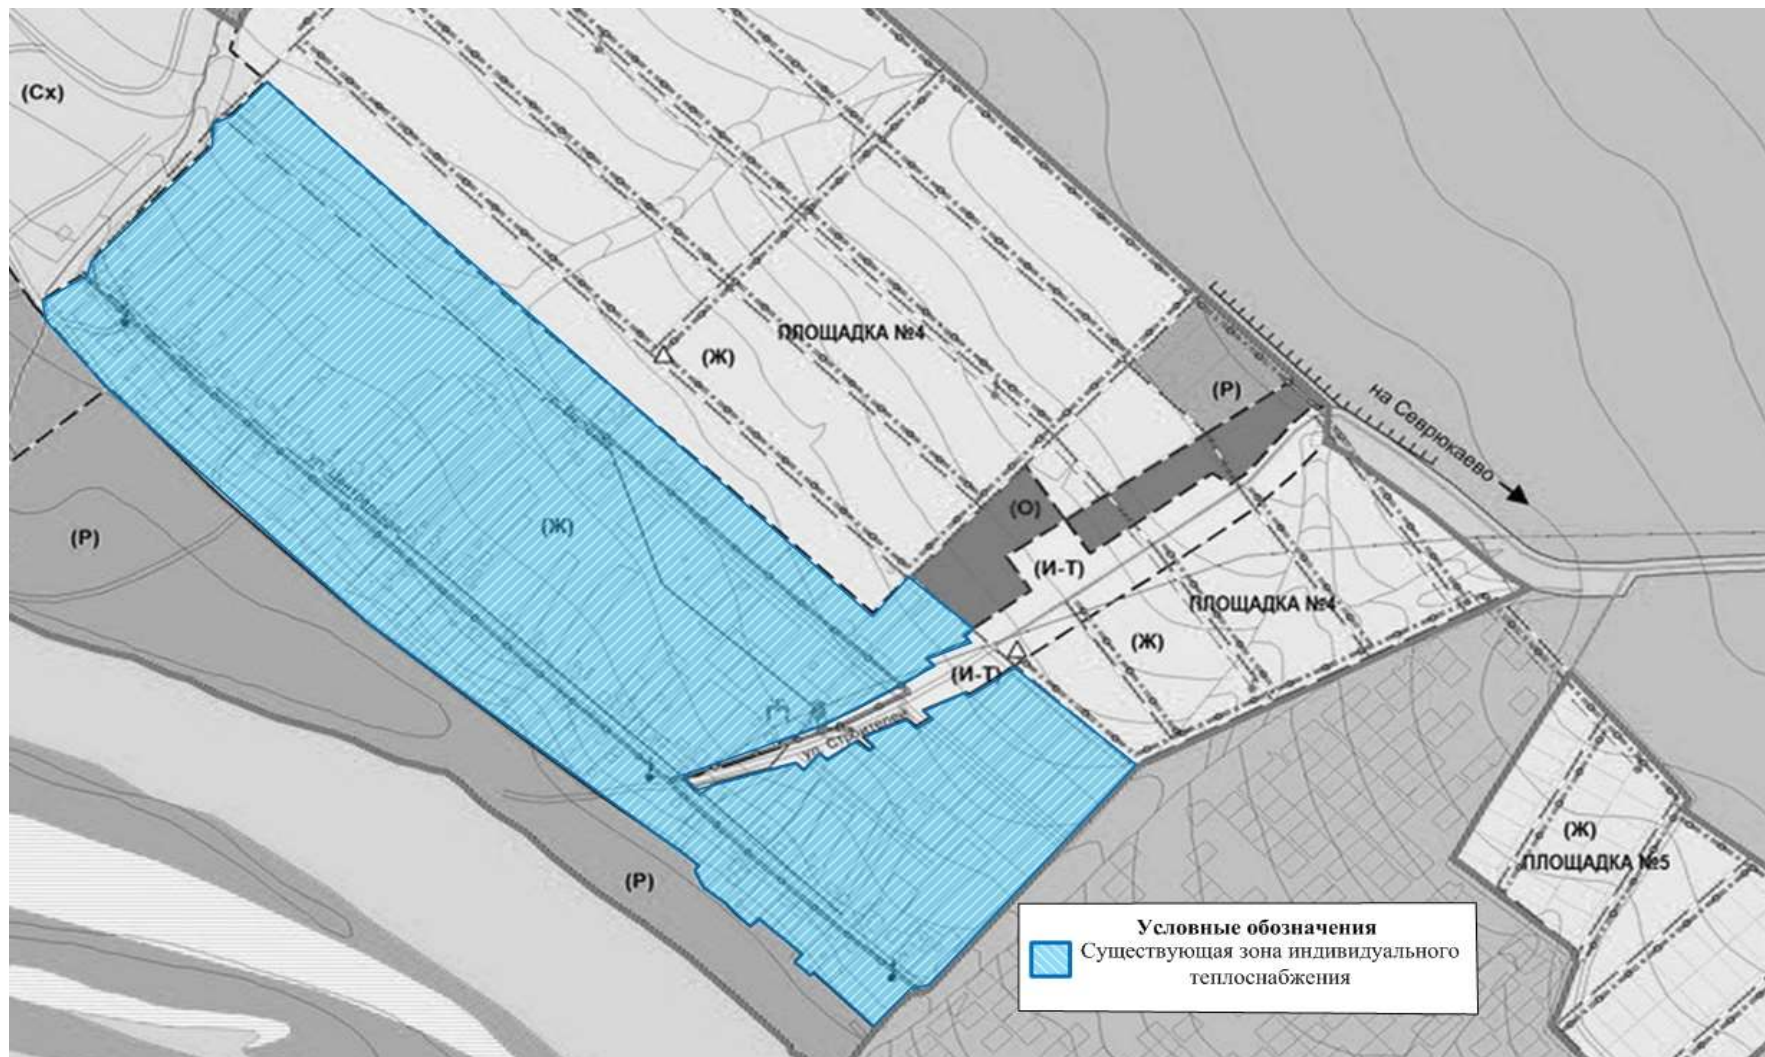 (Сх)
ПЛОЩАДКА №4
(Ж)
(Р)
на Севрюкаево
(О)
(Ж)
(Р)
(И-Т)
ПЛОЩАДКА №4
(Ж)
(И-Т)
ул. Строителей
(Ж)
ПЛОЩАДКА №5
(Р)
Условные обозначения
Существующая зона индивидуального
теплоснабжения